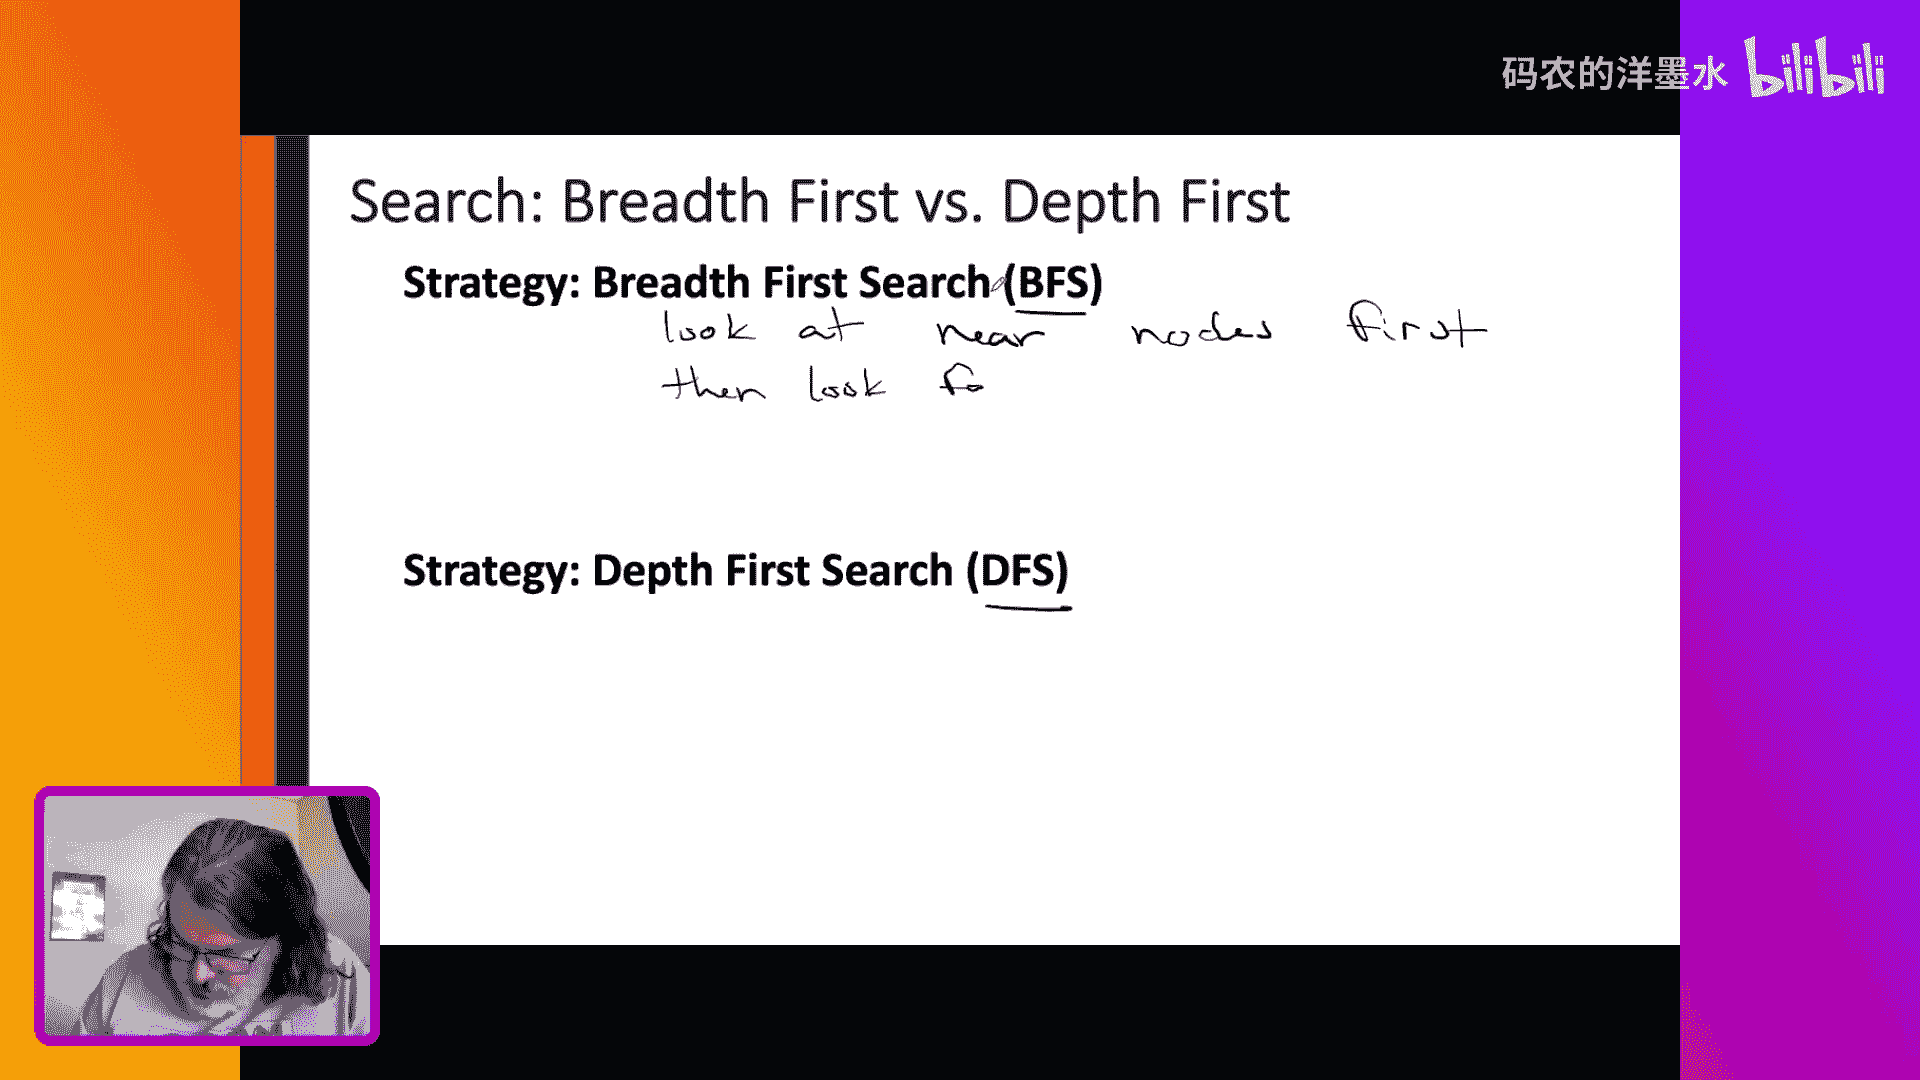 码农的洋墨水 bilibili
Search: Breadth First vs. Depth First
Strategy: Breadth First Search (BFS)
look at near nodes first
then look fo
Strategy: Depth First Search (DFS)